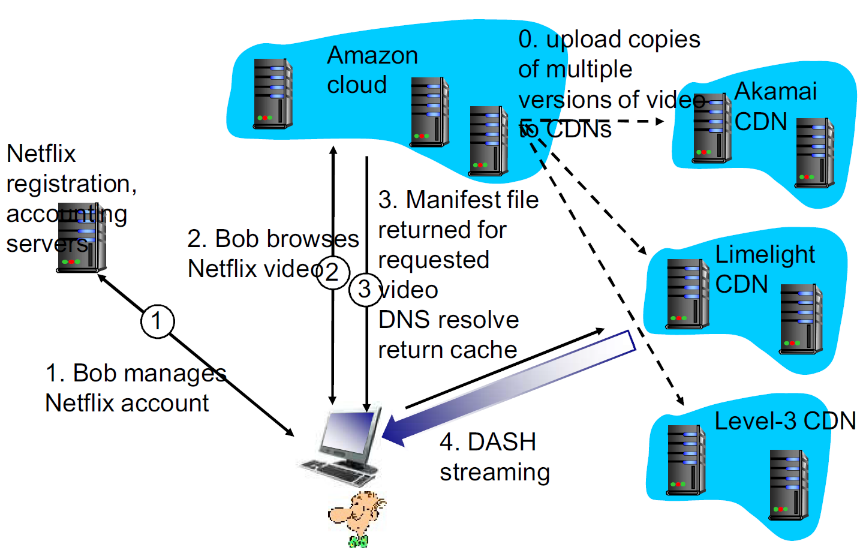 Amazon
cloud
0. upload copies
of multiple
versions of video
to CDNs
Akamai
CDN
Netflix
registration,
accounting
servers
2. Bob browses
Netflix video
2
3. Manifest file
returned for
requested
video
DNS resolve
return cache
3
Limelight
CDN
1
1. Bob manages
Netflix account
4. DASH
streaming
Level-3 CDN